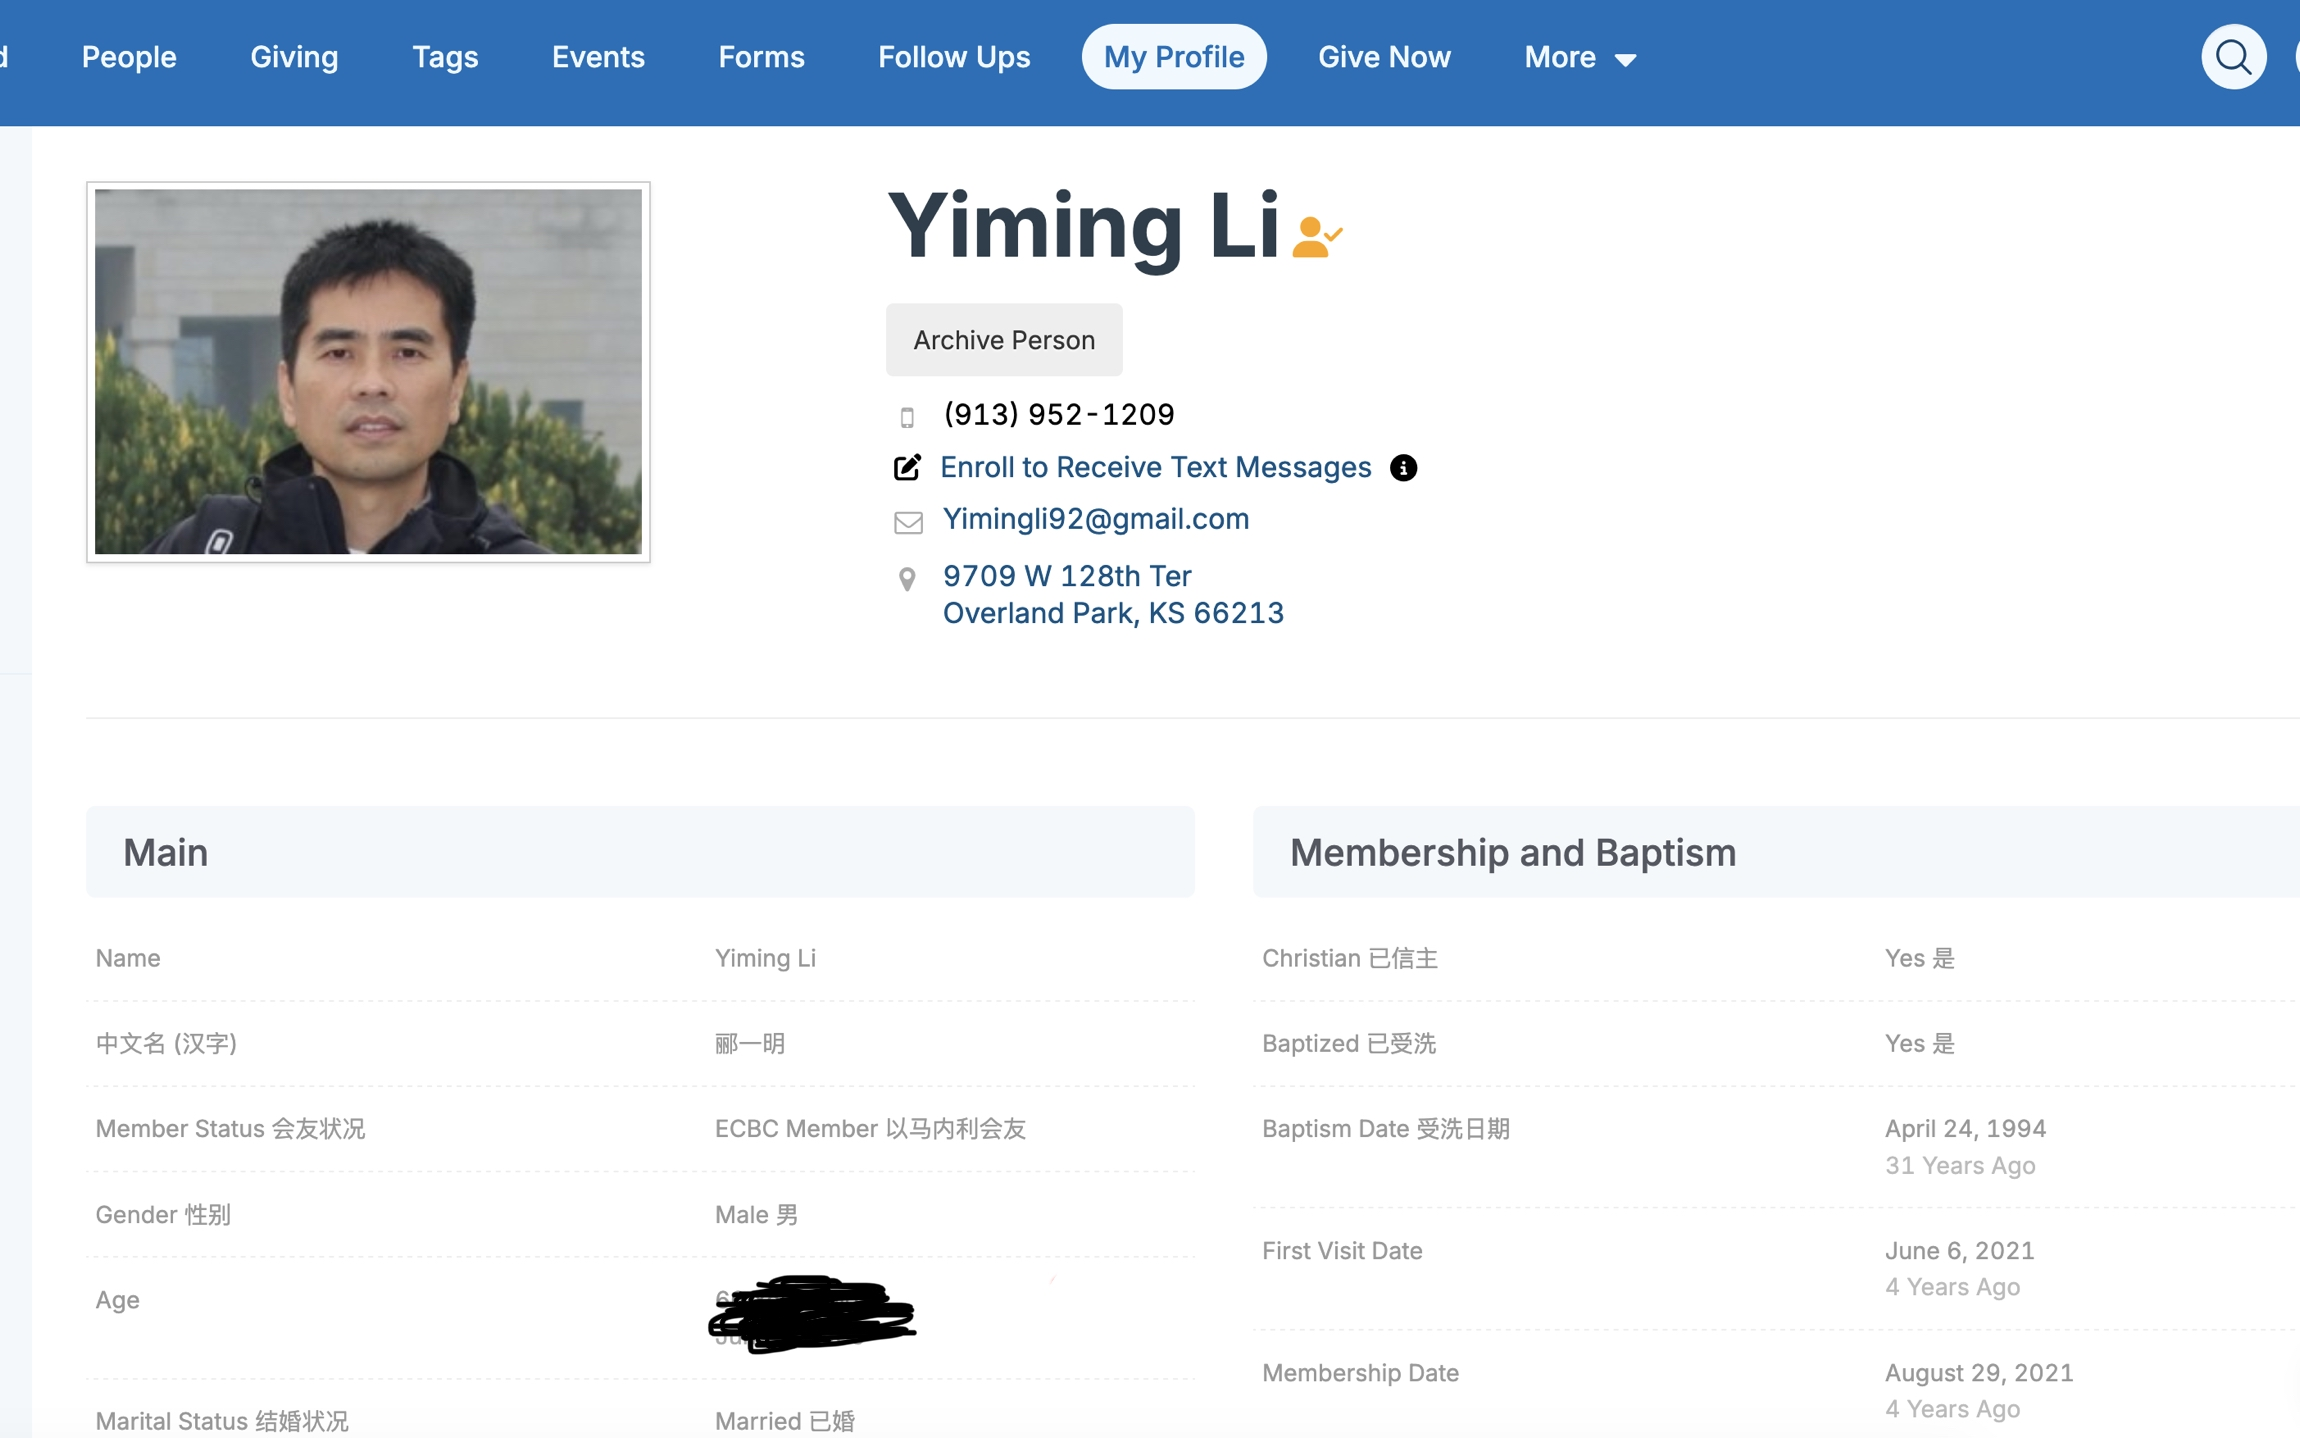 People Giving Tags Events Forms Follow Ups My Profile Give Now More
Yiming Li
Archive Person
(913) 952-1209
Enroll to Receive Text Messages
Yimingli92@gmail.com
9709 W 128th Ter
Overland Park, KS 66213
Main
Name Yiming Li
中文名 (汉字) 郦一明
Member Status 会友状况 ECBC Member 以马内利会友
Gender 性别 Male 男
Age
Marital Status 结婚状况 Married 已婚
Membership and Baptism
Christian 已信主 Yes 是
Baptized 已受洗 Yes 是
Baptism Date 受洗日期 April 24, 1994
31 Years Ago
First Visit Date June 6, 2021
4 Years Ago
Membership Date August 29, 2021
4 Years Ago